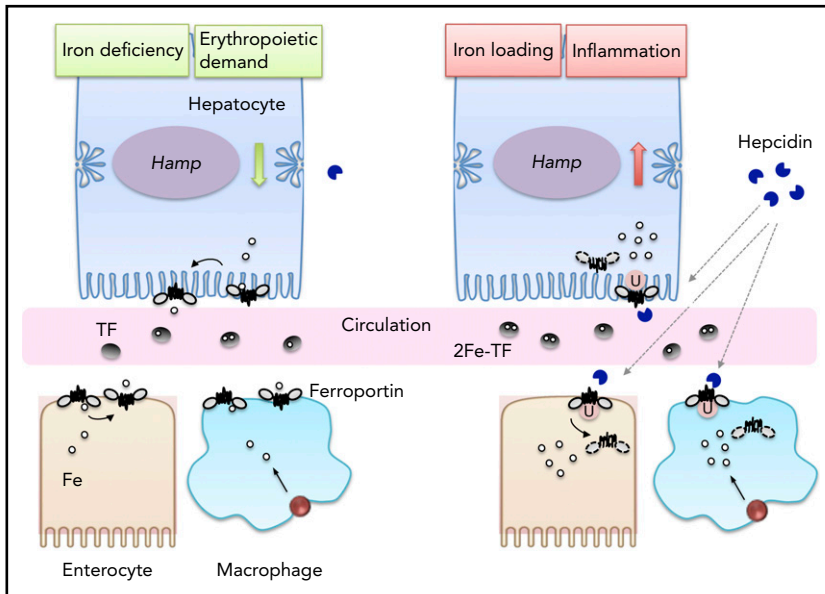 Iron deficiency
Erythropoietic
demand
Iron loading
Inflammation
Hepatocyte
Hepcidin
Hamp
Hamp
U
TF
Circulation
2Fe-TF
Ferroportin
U
U
Fe
Enterocyte
Macrophage